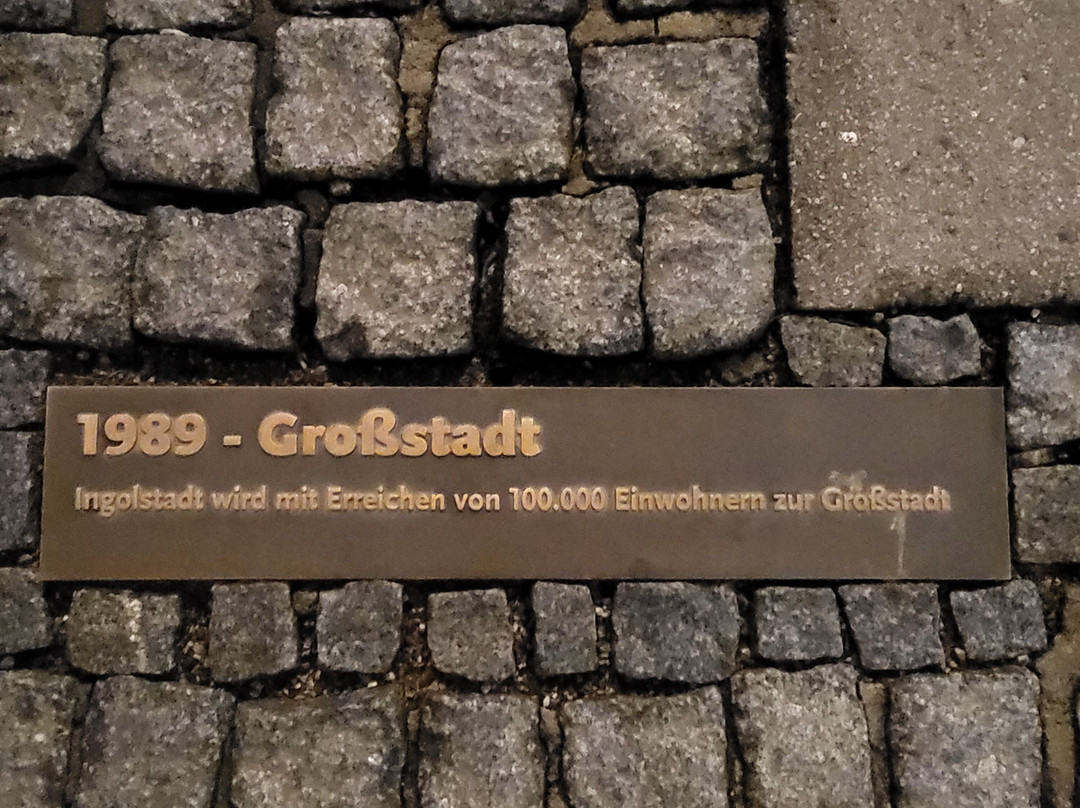 1989 - Großstadt
Ingolstadt wird mit Erreichen von 100.000 Einwohnern zur Großstadt